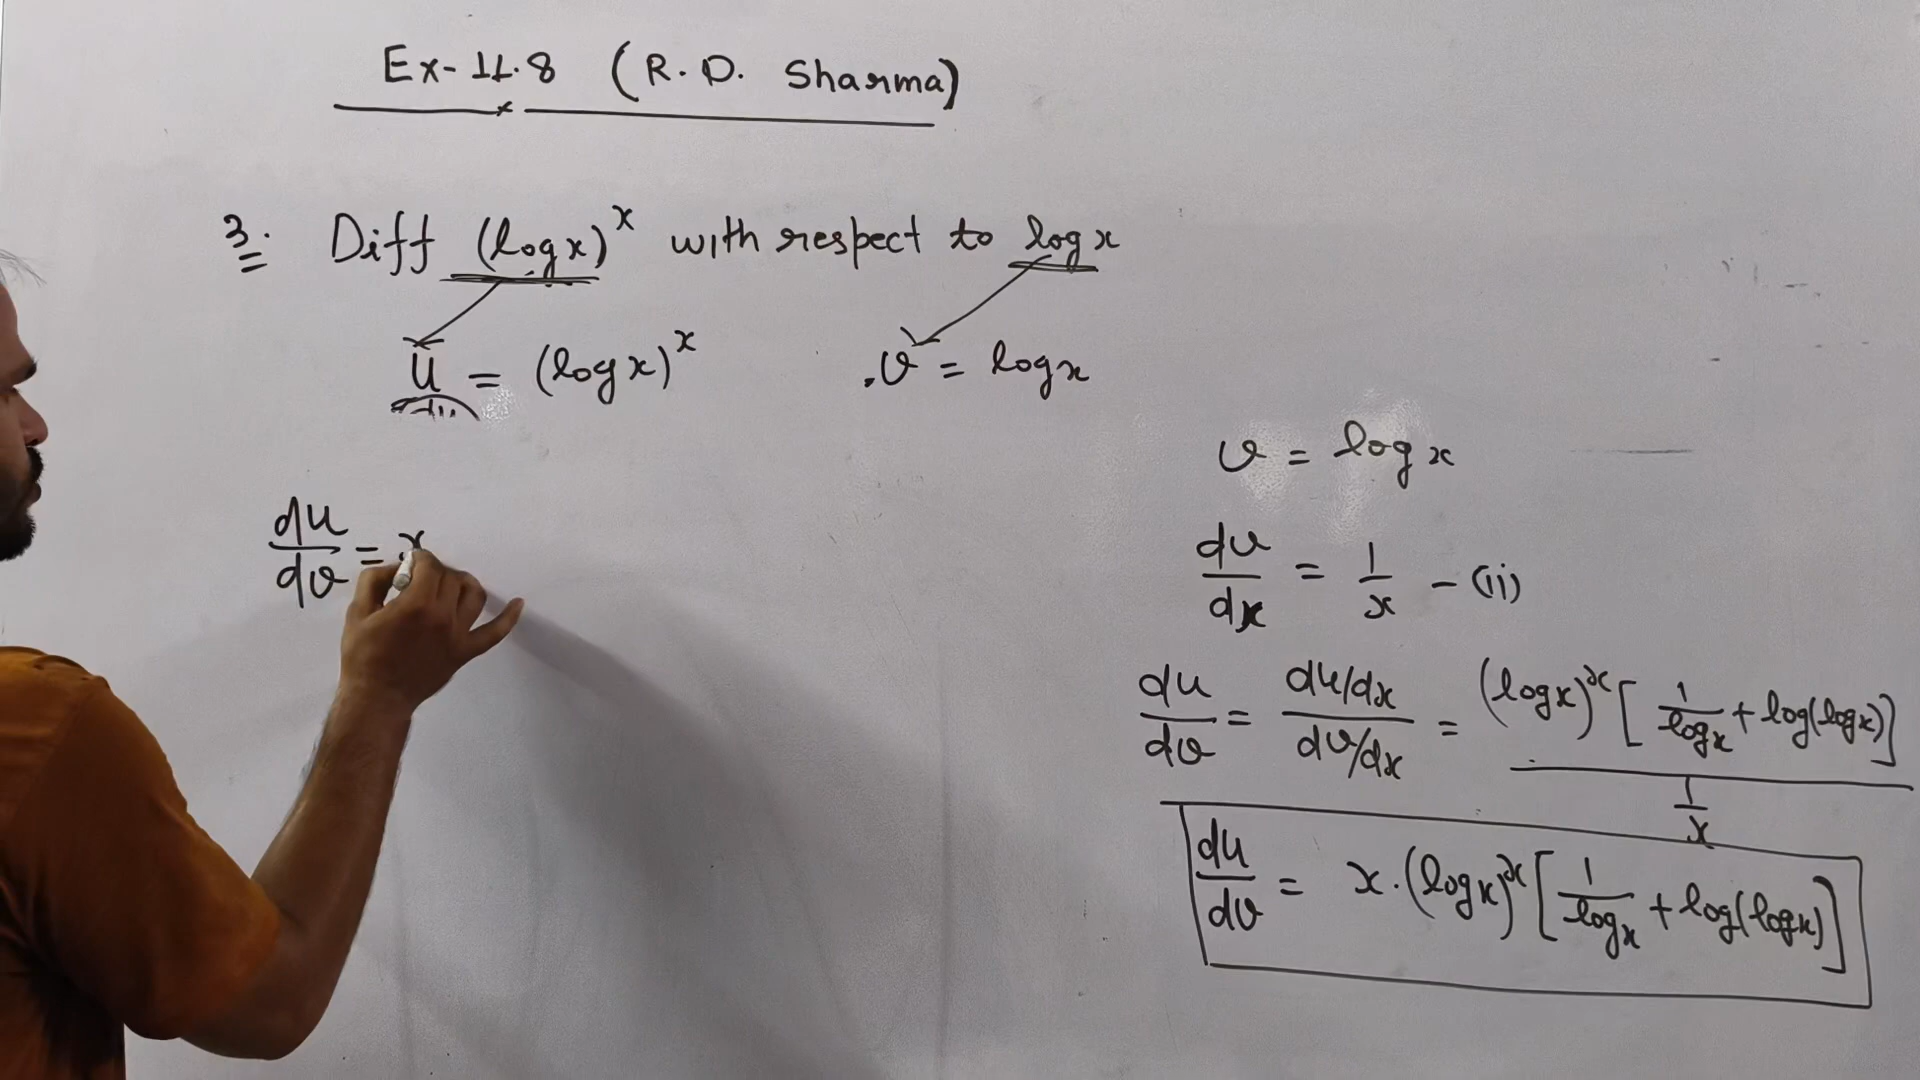 Ex-11.8 (R.D. Sharma)
3. Diff (log x)^x with respect to log x
u = (log x)^x
v = log x
du
du/dv = x
v = log x
dv/dx = 1/x - (ii)
du/dv = (du/dx)/(dv/dx) = (log x)^x [1/log x + log(log x)] / (1/x)
du/dv = x.(log x)^x [1/log x + log(log x)]